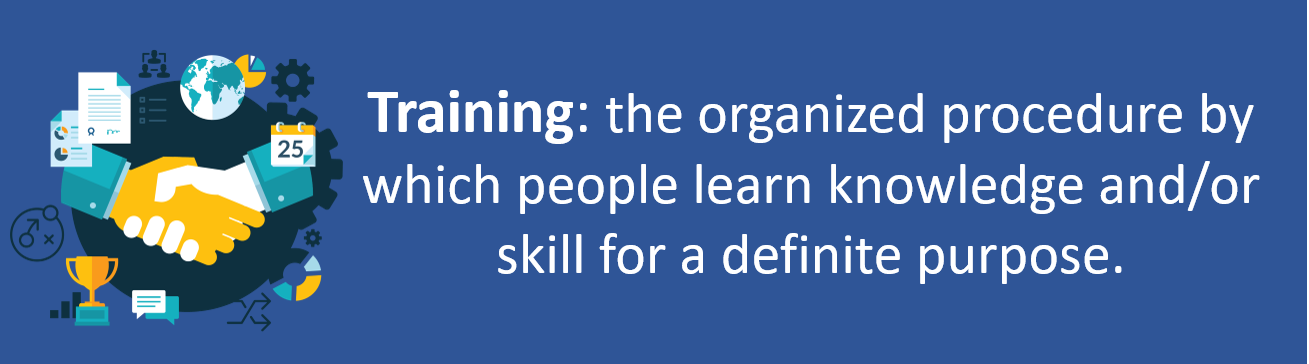 25
Training: the organized procedure by
which people learn knowledge and/or
skill for a definite purpose.